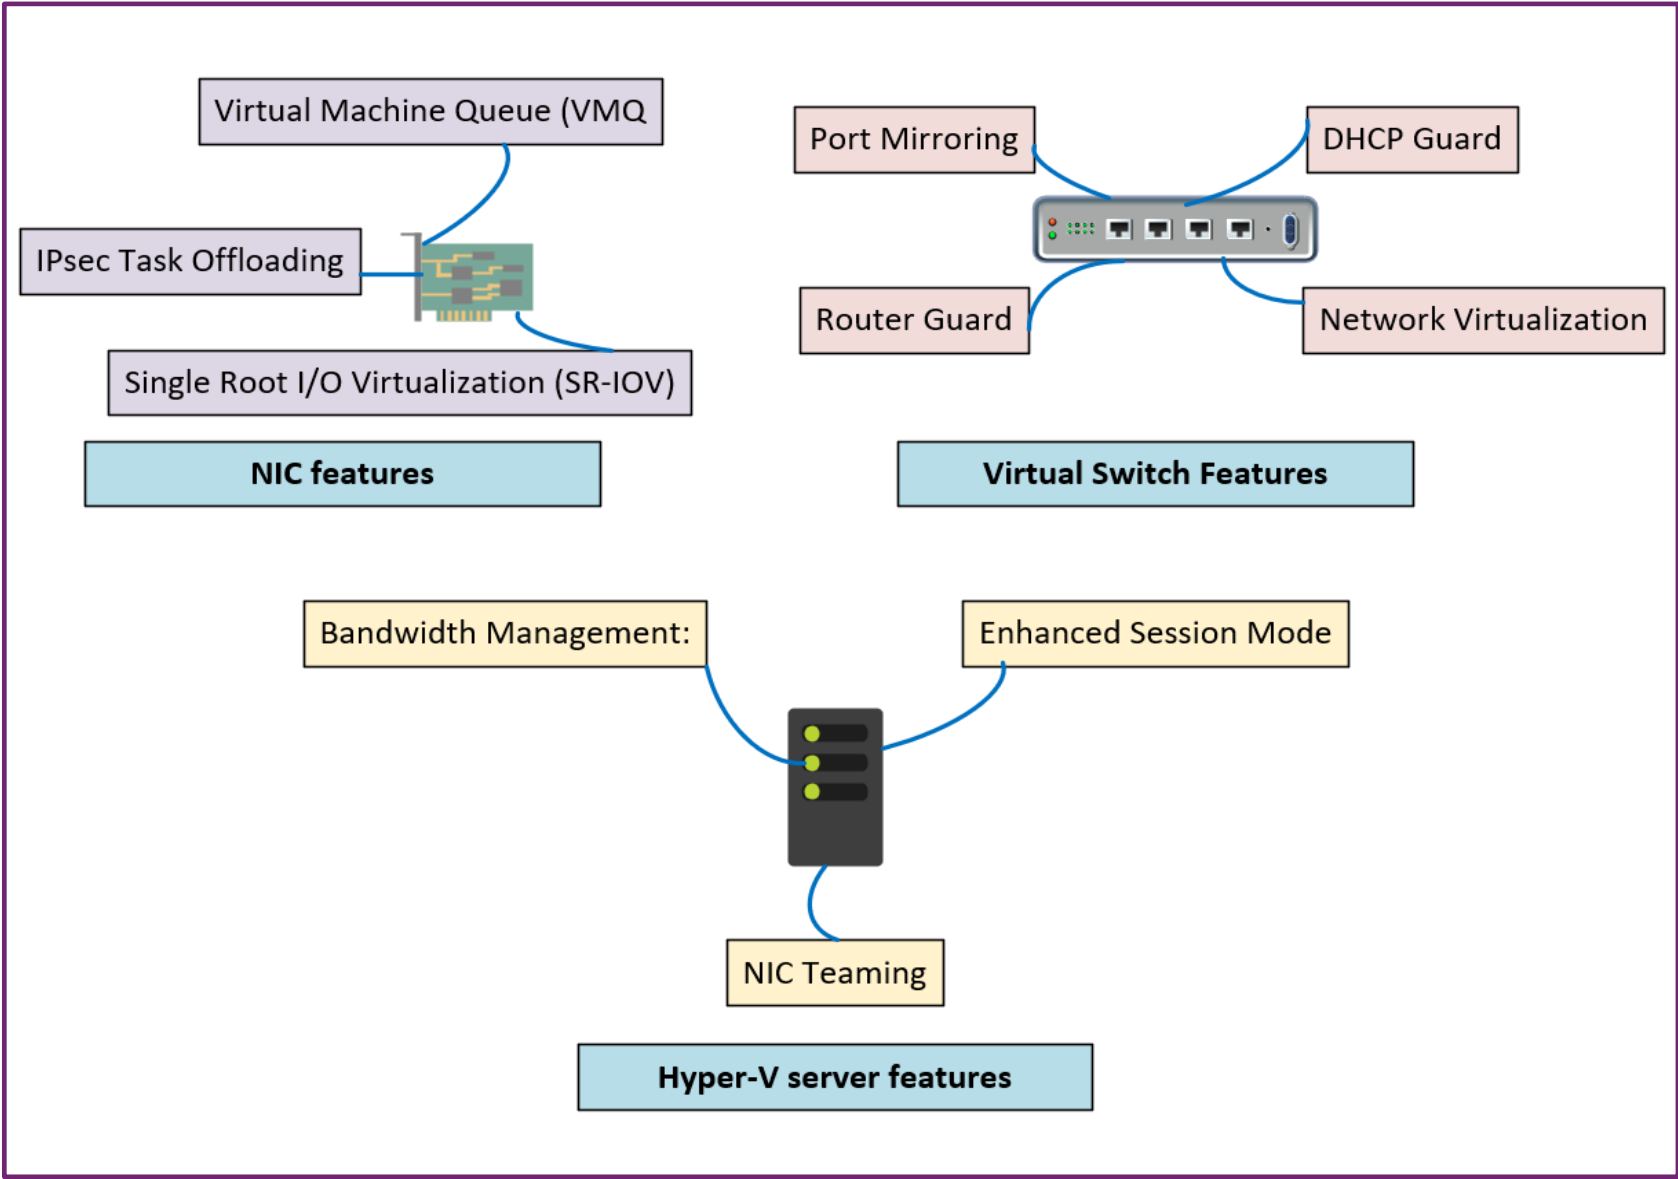 Virtual Machine Queue (VMQ
IPsec Task Offloading
Single Root I/O Virtualization (SR-IOV)
NIC features
Port Mirroring
DHCP Guard
Router Guard
Network Virtualization
Virtual Switch Features
Bandwidth Management:
Enhanced Session Mode
NIC Teaming
Hyper-V server features